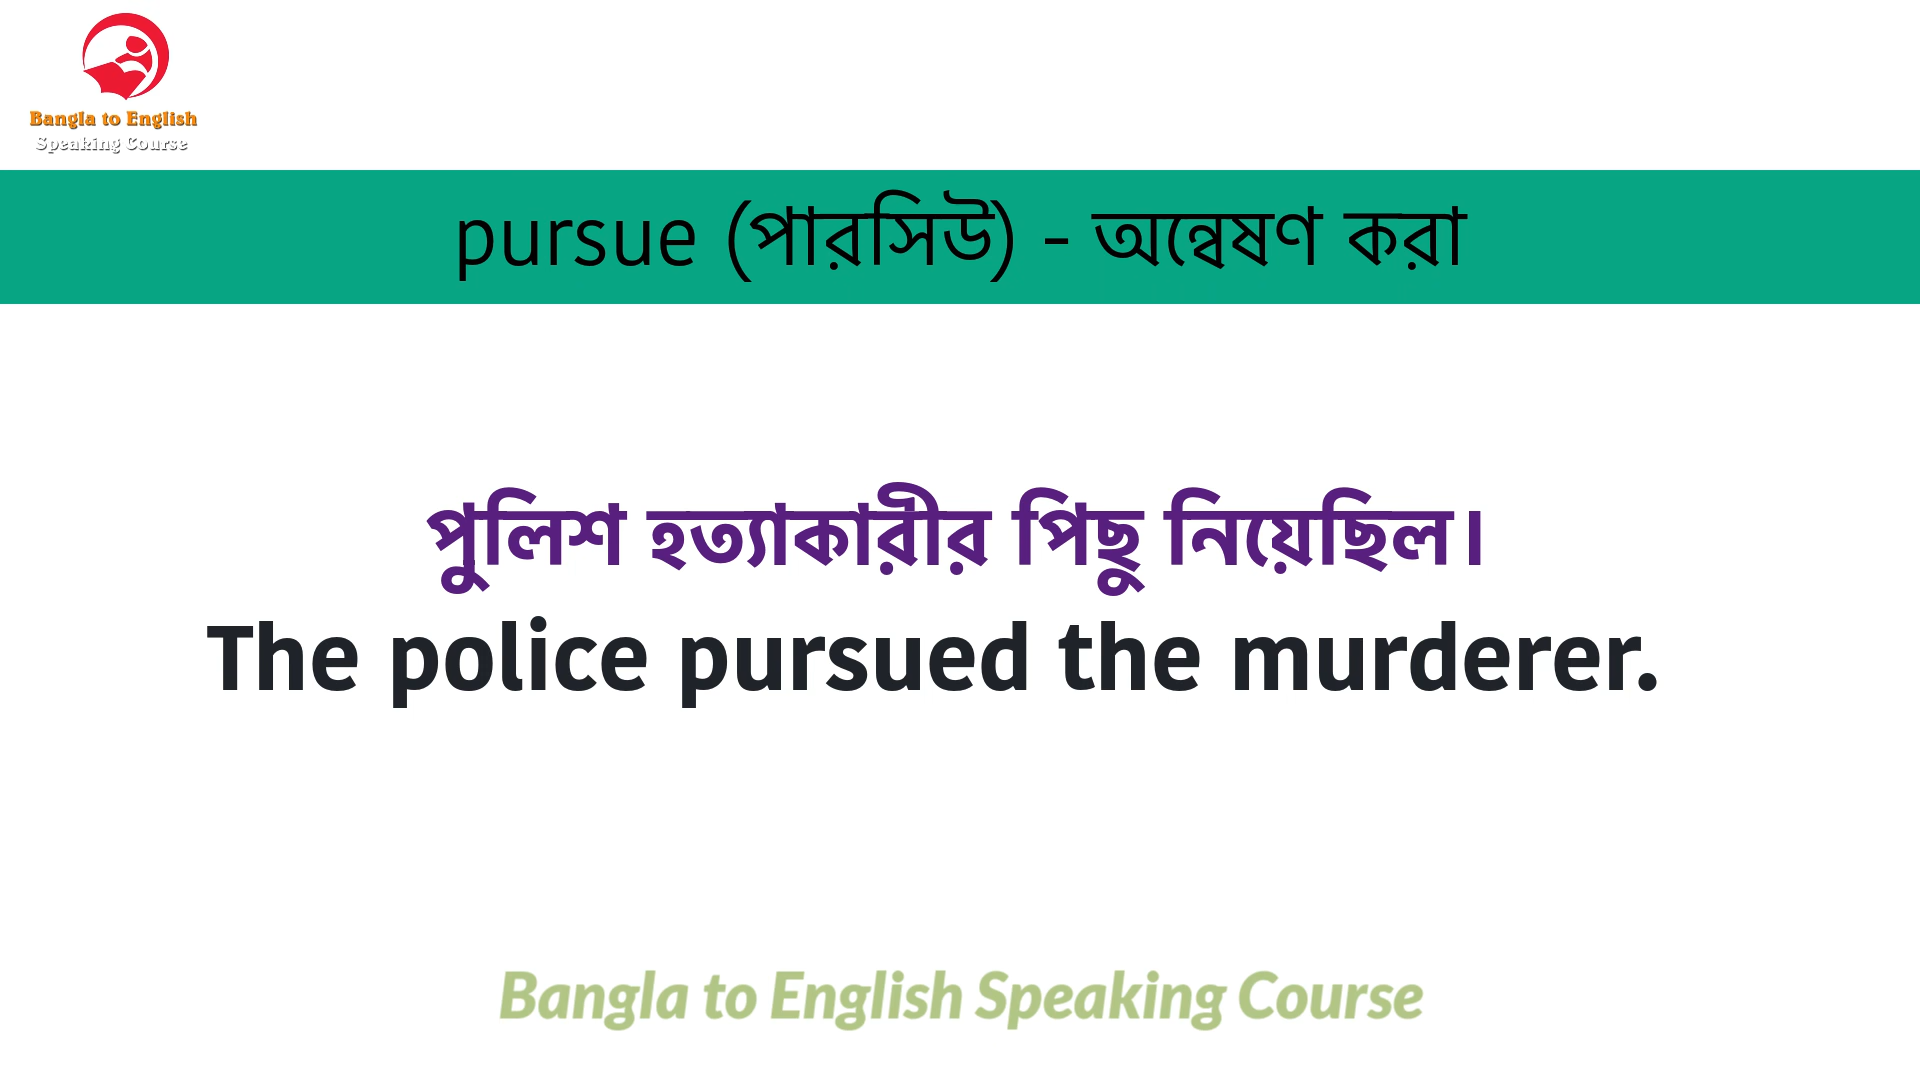 Bangla to English
Speaking Course
pursue (পারসিউ) - অন্বেষণ করা
পুলিশ হত্যাকারীর পিছু নিয়েছিল।
The police pursued the murderer.
Bangla to English Speaking Course